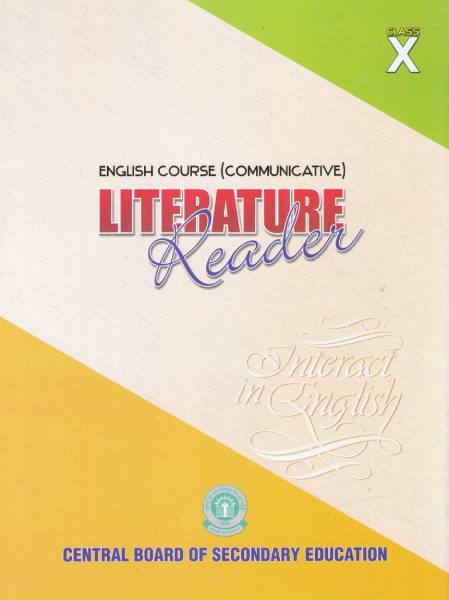 CLASS
X
ENGLISH COURSE (COMMUNICATIVE)
LITERATURE
Reader
Interact
in English
CENTRAL BOARD OF SECONDARY EDUCATION